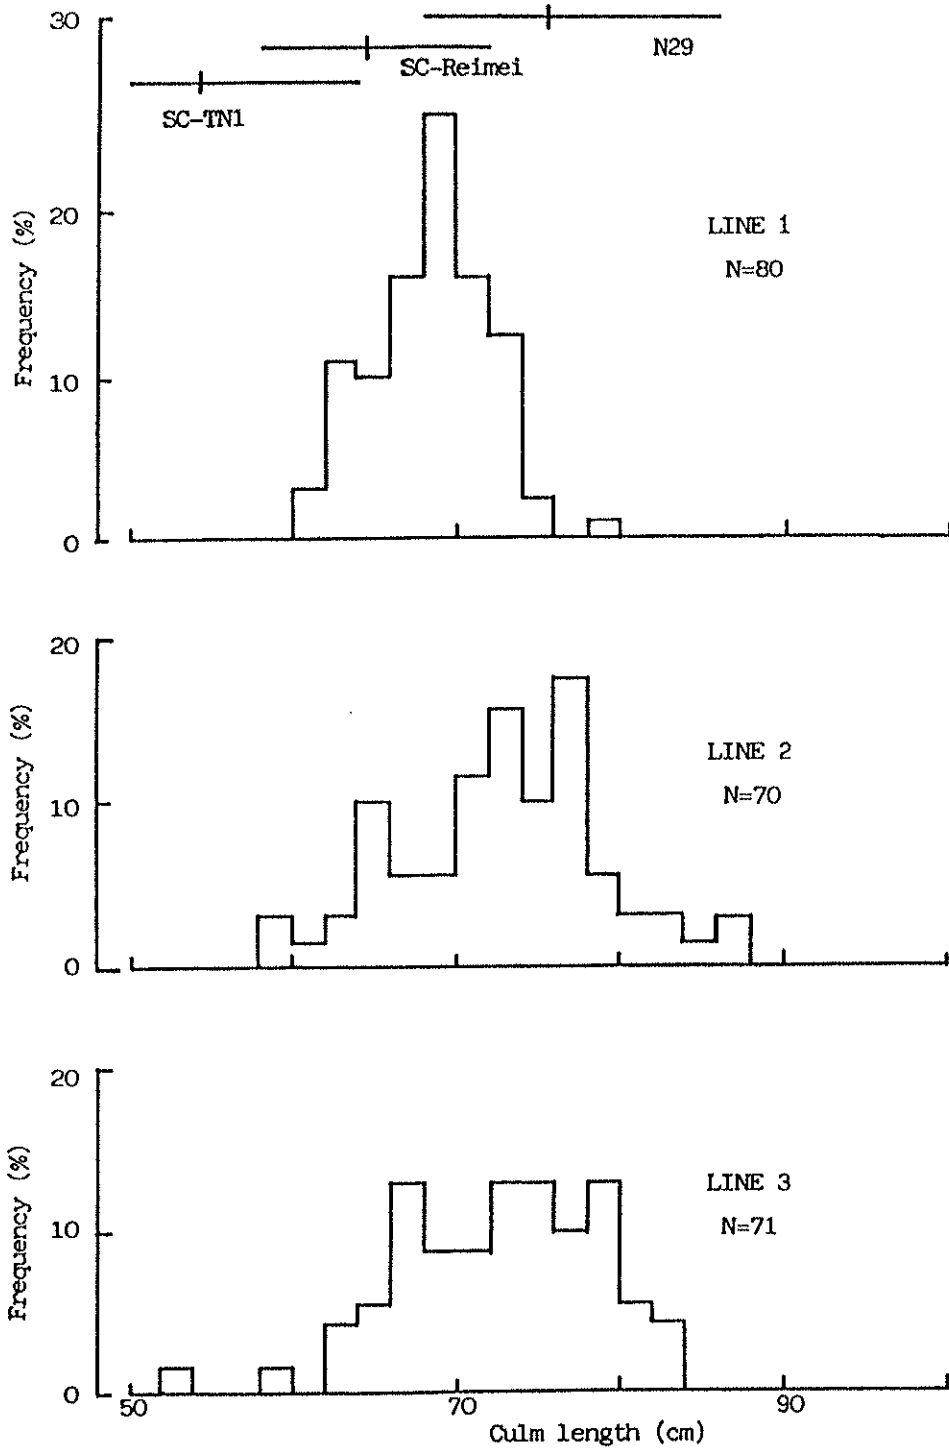 30
N29
SC-Reimei
SC-TN1
20
LINE 1
N=80
Frequency (%)
10
0
20
LINE 2
N=70
Frequency (%)
10
0
20
LINE 3
N=71
Frequency (%)
10
0
50 70 90
Culm length (cm)